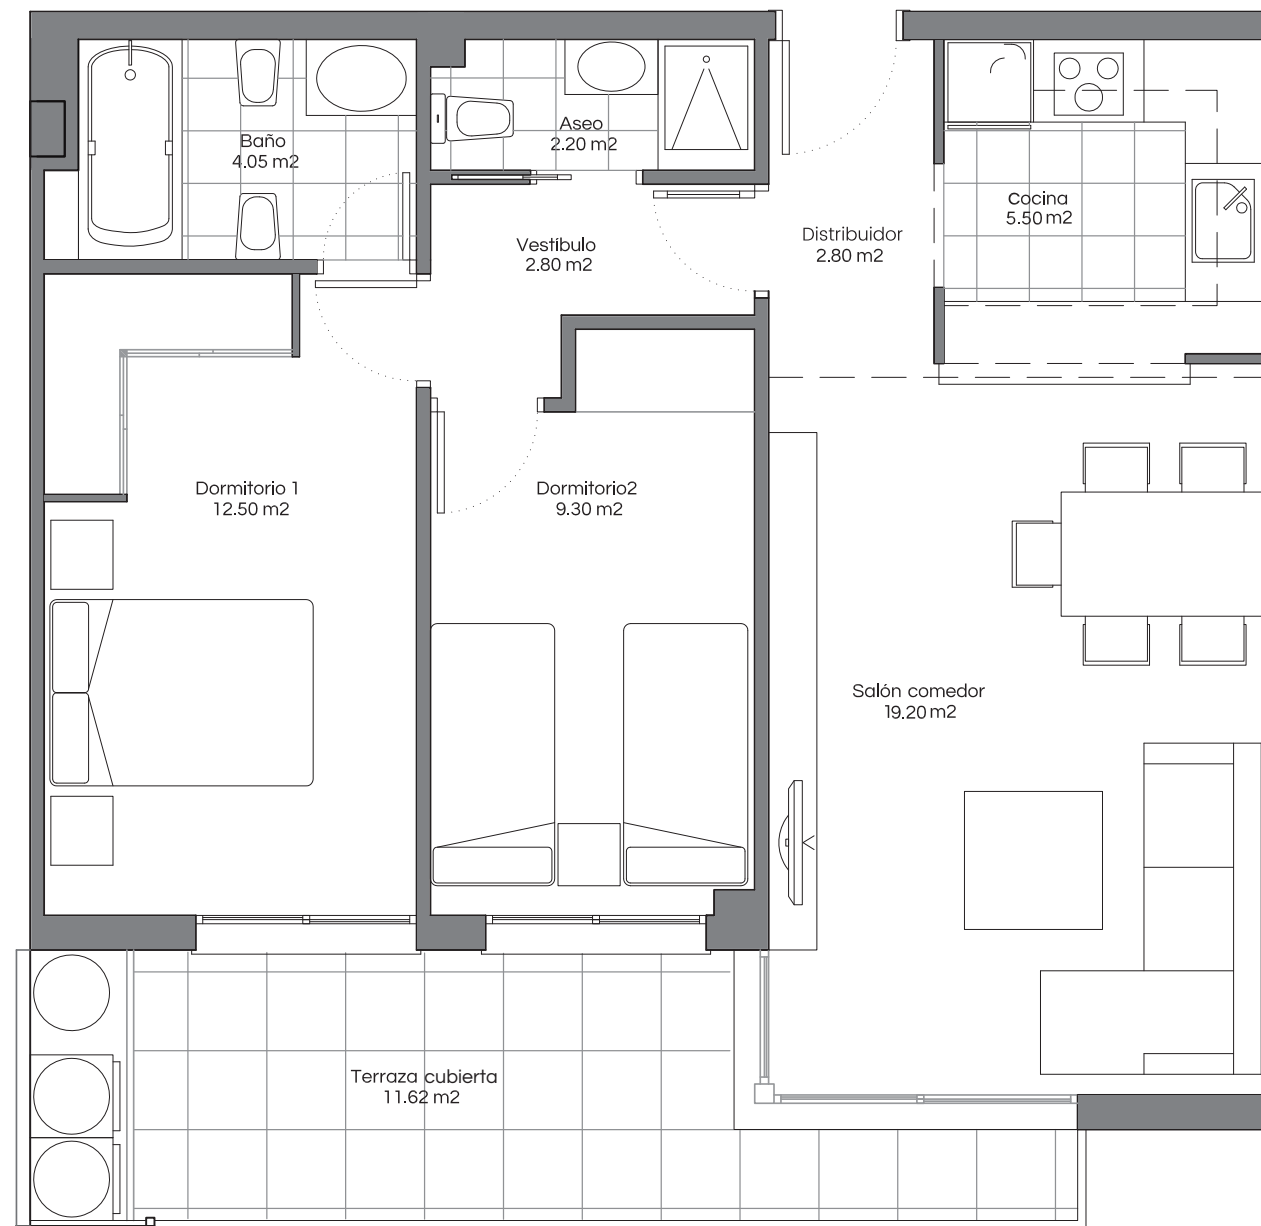 Baño
4.05 m2
Aseo
2.20 m2
Cocina
5.50 m2
Vestíbulo
2.80 m2
Distribuidor
2.80 m2
Dormitorio 1
12.50 m2
Dormitorio2
9.30 m2
Salón comedor
19.20 m2
Terraza cubierta
11.62 m2